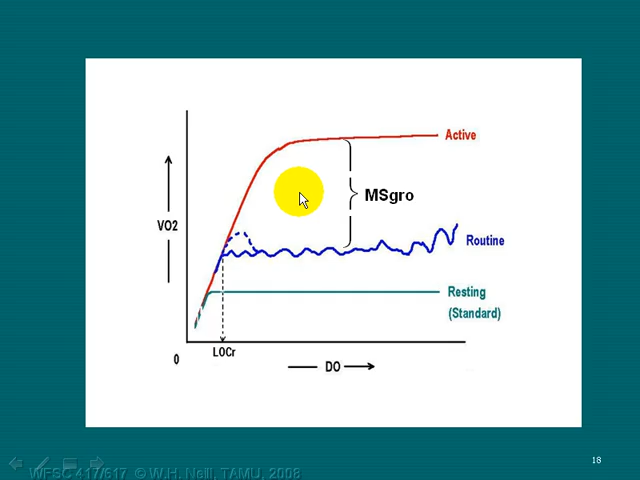 Active
VO2
MSgro
Routine
Resting
(Standard)
0
LOCr
DO
18
WFSC 417/617 © W.H. Neill, TAMU, 2008